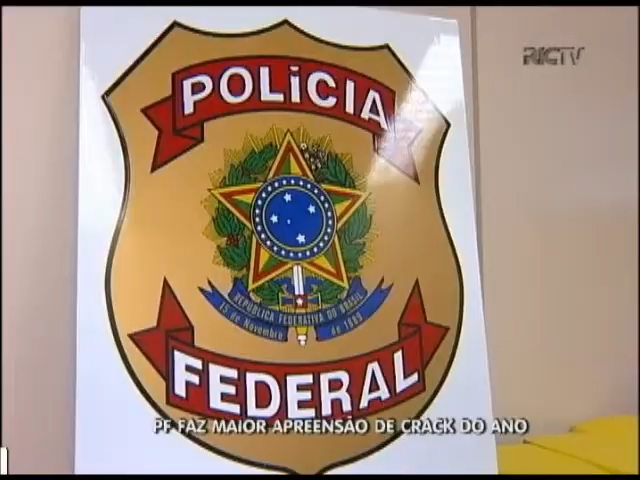 RICTV
POLÍCIA
REPÚBLICA FEDERATIVA DO BRASIL
15 de Novembro de 1889
FEDERAL
PF FAZ MAIOR APREENSÃO DE CRACK DO ANO